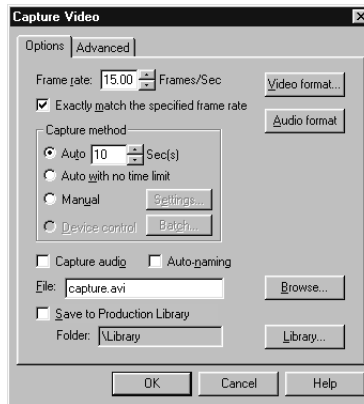 Capture Video
Options Advanced
Frame rate: 15.00 Frames/Sec Video format...
Exactly match the specified frame rate
Audio format
Capture method
Auto 10 Sec(s)
Auto with no time limit
Manual Settings...
Device control Batch...
Capture audio Auto-naming
File: capture.avi Browse...
Save to Production Library
Folder: \Library Library...
OK Cancel Help